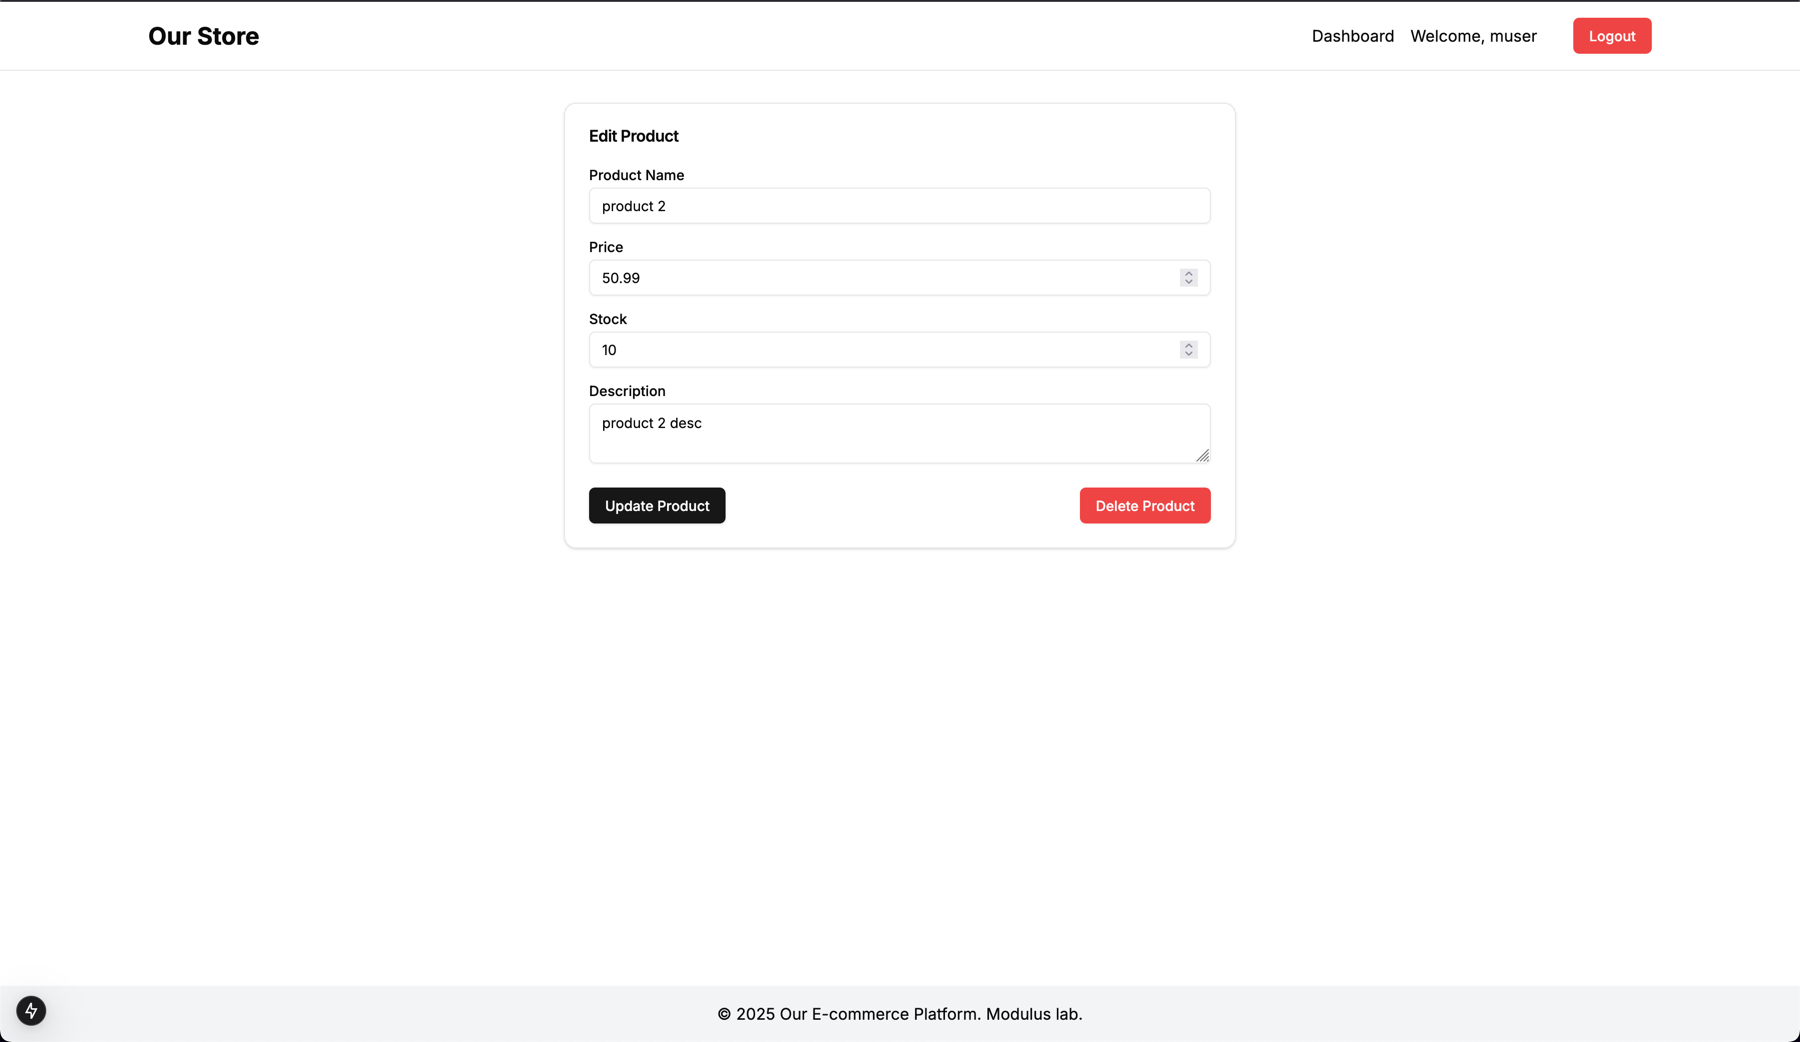 Our Store
Dashboard Welcome, muser Logout
Edit Product
Product Name
product 2
Price
50.99
Stock
10
Description
product 2 desc
Update Product Delete Product
© 2025 Our E-commerce Platform. Modulus lab.